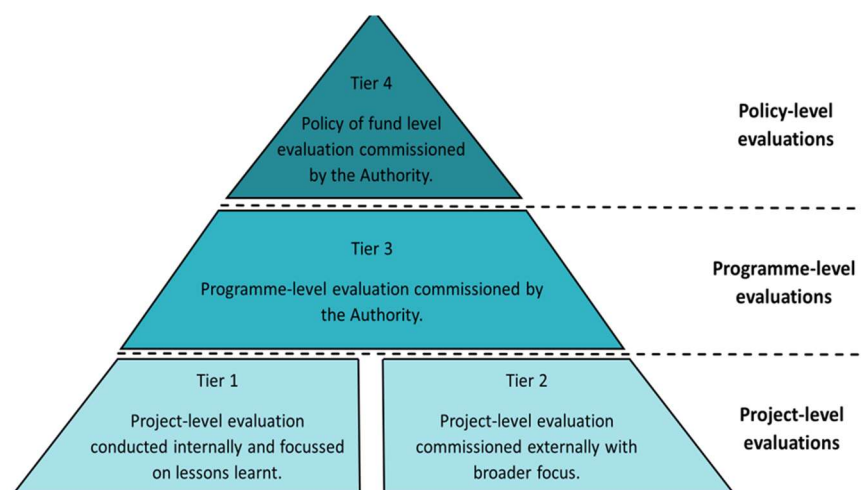 Tier 4
Policy of fund level
evaluation commissioned
by the Authority.
Policy-level
evaluations
Tier 3
Programme-level evaluation commissioned by
the Authority.
Programme-level
evaluations
Tier 1
Project-level evaluation
conducted internally and focussed
on lessons learnt.
Tier 2
Project-level evaluation
commissioned externally with
broader focus.
Project-level
evaluations